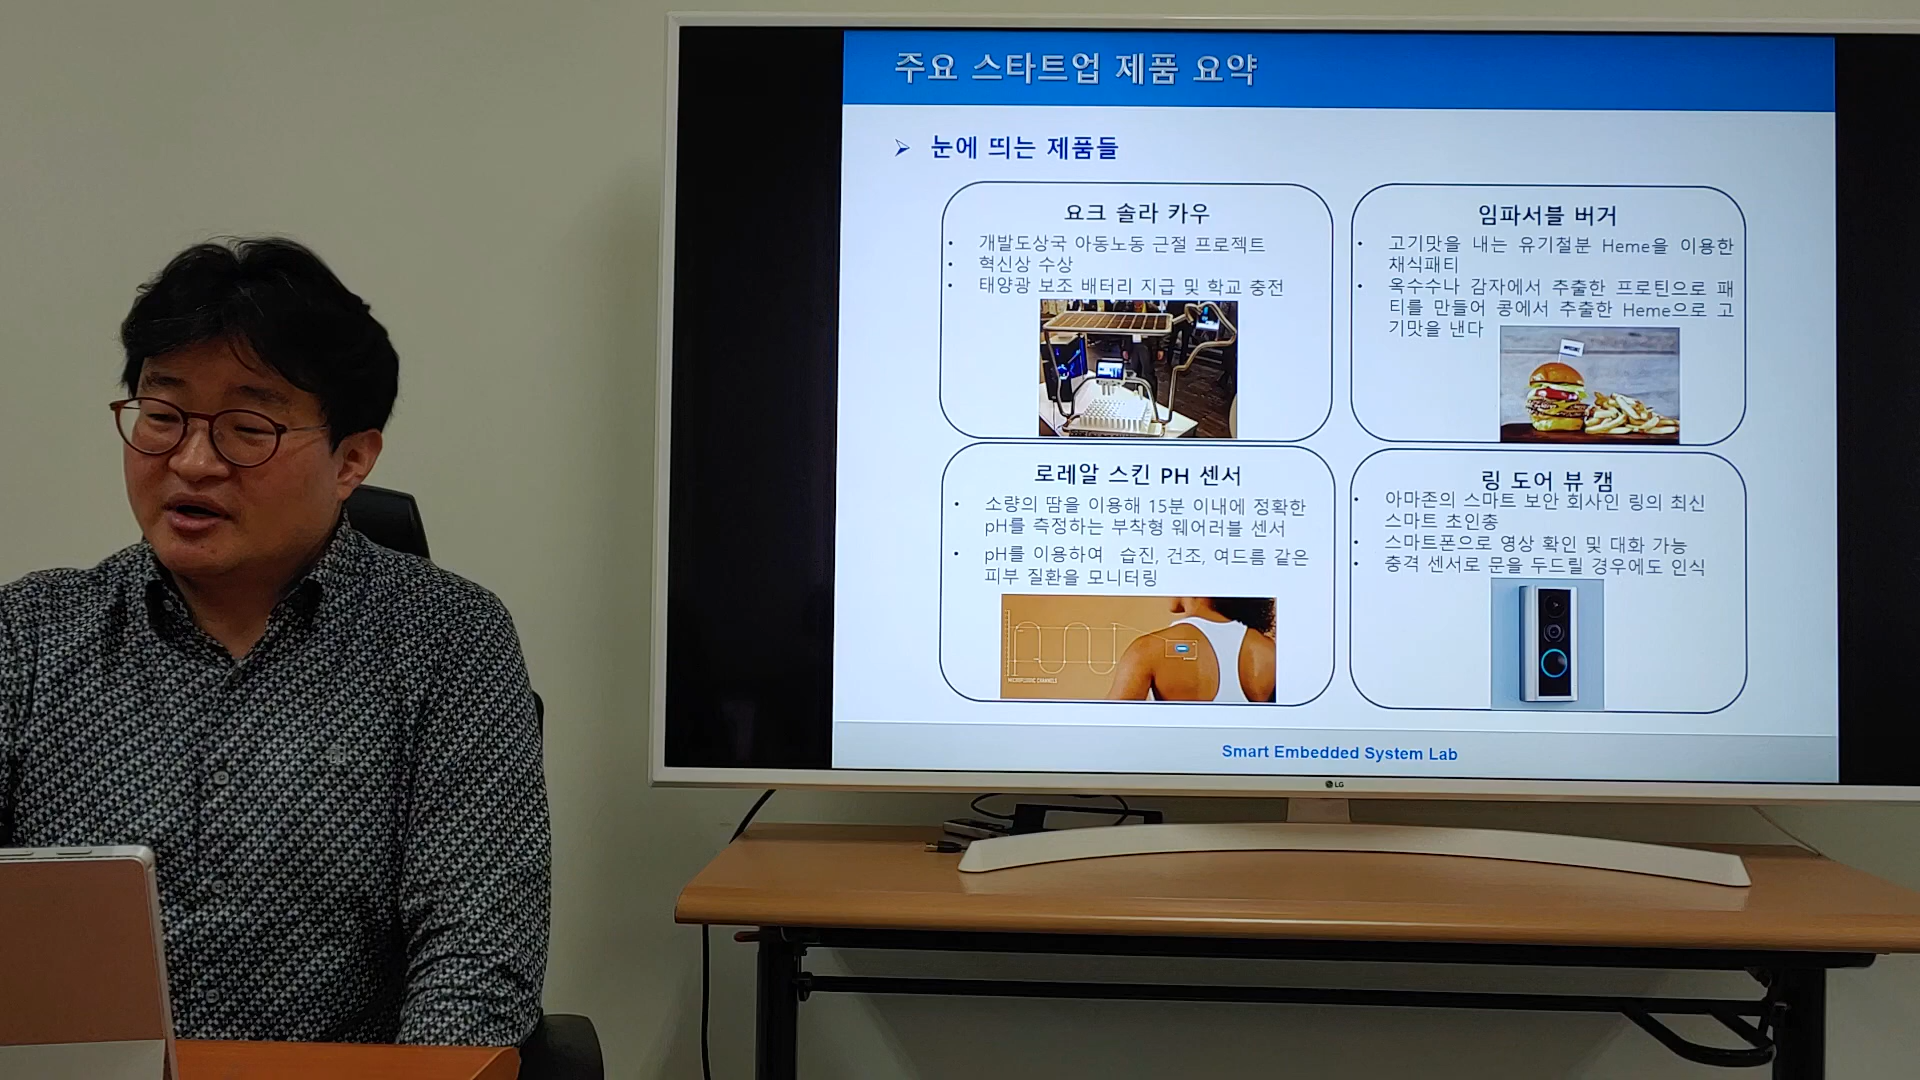 주요 스타트업 제품 요약
➢ 눈에 띄는 제품들
요크 솔라 카우
• 개발도상국 아동노동 근절 프로젝트
• 혁신상 수상
• 태양광 보조 배터리 지급 및 학교 충전
임파서블 버거
• 고기맛을 내는 유기철분 Heme을 이용한
채식패티
• 옥수수나 감자에서 추출한 프로틴으로 패
티를 만들어 콩에서 추출한 Heme으로 고
기맛을 낸다
로레알 스킨 PH 센서
• 소량의 땀을 이용해 15분 이내에 정확한
pH를 측정하는 부착형 웨어러블 센서
• pH를 이용하여 습진, 건조, 여드름 같은
피부 질환을 모니터링
MICROFLUIDIC CHANNELS
링 도어 뷰 캠
• 아마존의 스마트 보안 회사인 링의 최신
스마트 초인종
• 스마트폰으로 영상 확인 및 대화 가능
• 충격 센서로 문을 두드릴 경우에도 인식
Smart Embedded System Lab
LG